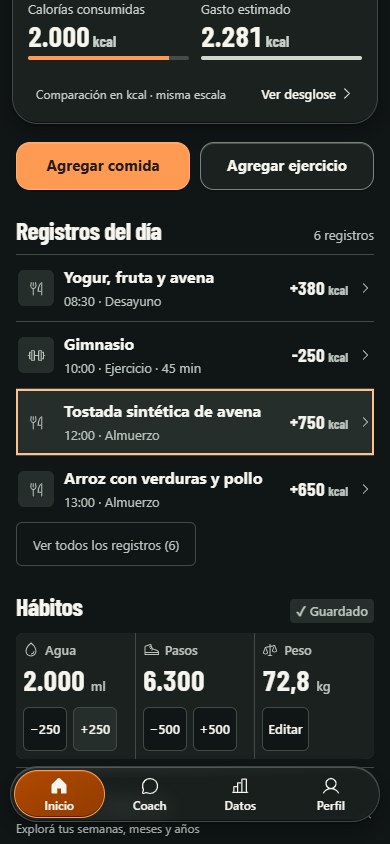 Calorías consumidas
2.000 kcal
Gasto estimado
2.281 kcal
Comparación en kcal · misma escala
Ver desglose
Agregar comida
Agregar ejercicio
Registros del día
6 registros
Yogur, fruta y avena
08:30 · Desayuno
+380 kcal
Gimnasio
10:00 · Ejercicio · 45 min
-250 kcal
Tostada sintética de avena
12:00 · Almuerzo
+750 kcal
Arroz con verduras y pollo
13:00 · Almuerzo
+650 kcal
Ver todos los registros (6)
Hábitos
✓ Guardado
Agua
2.000 ml
−250
+250
Pasos
6.300
−500
+500
Peso
72,8 kg
Editar
Inicio
Coach
Datos
Perfil
Explorá tus semanas, meses y años